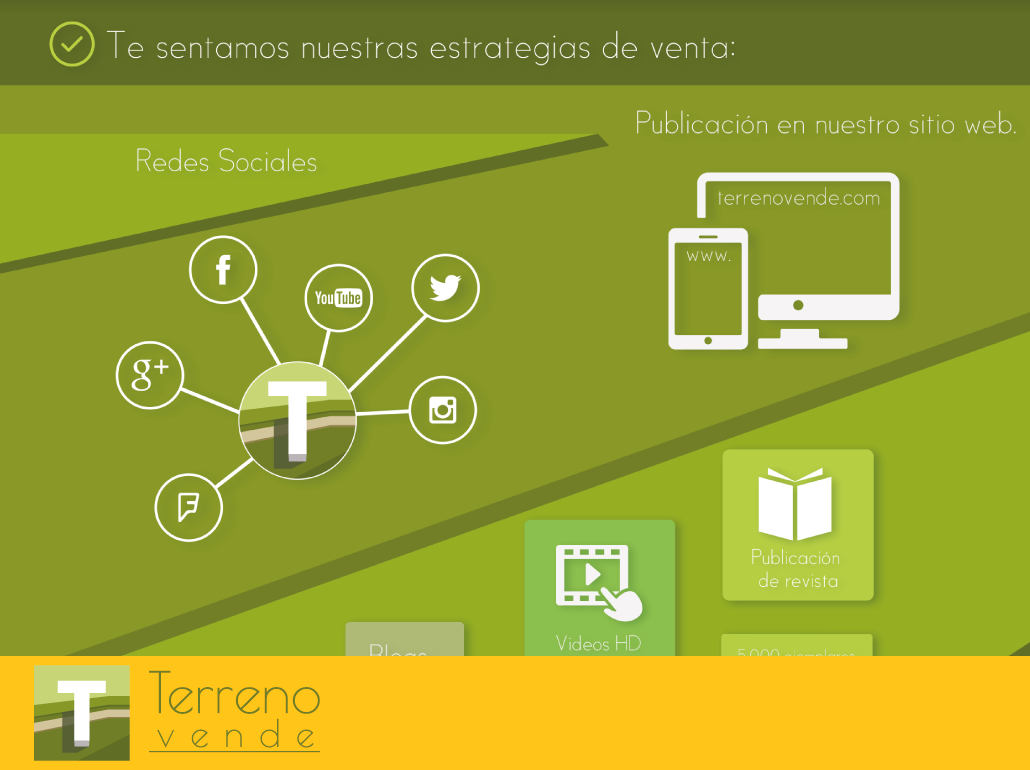 Te sentamos nuestras estrategias de venta:
Publicación en nuestro sitio web.
Redes Sociales
terrenovende.com
www.
f
You Tube
g+
T
Publicación
de revista
Videos HD
Blogs
5,000 ejemplares
T
Terreno
vende